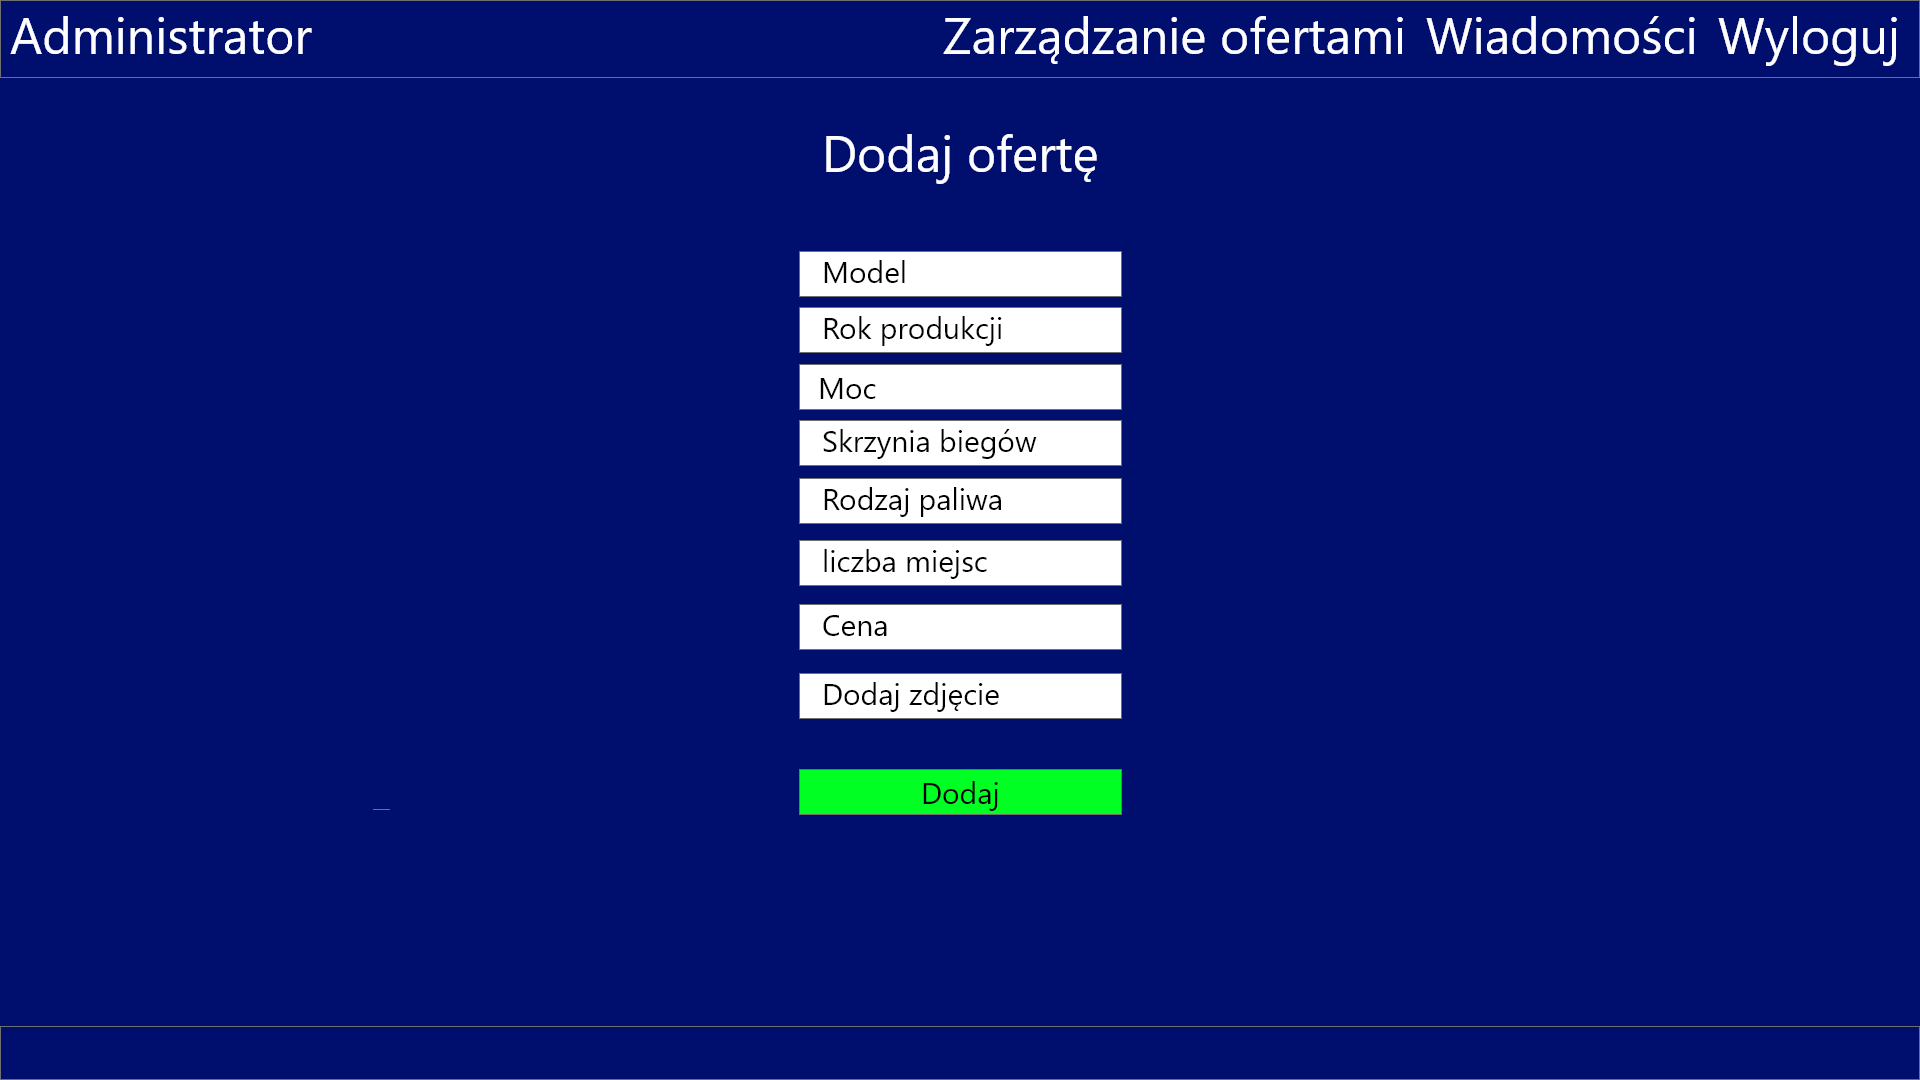 Administrator Zarządzanie ofertami Wiadomości Wyloguj
Dodaj ofertę
Model
Rok produkcji
Moc
Skrzynia biegów
Rodzaj paliwa
liczba miejsc
Cena
Dodaj zdjęcie
Dodaj